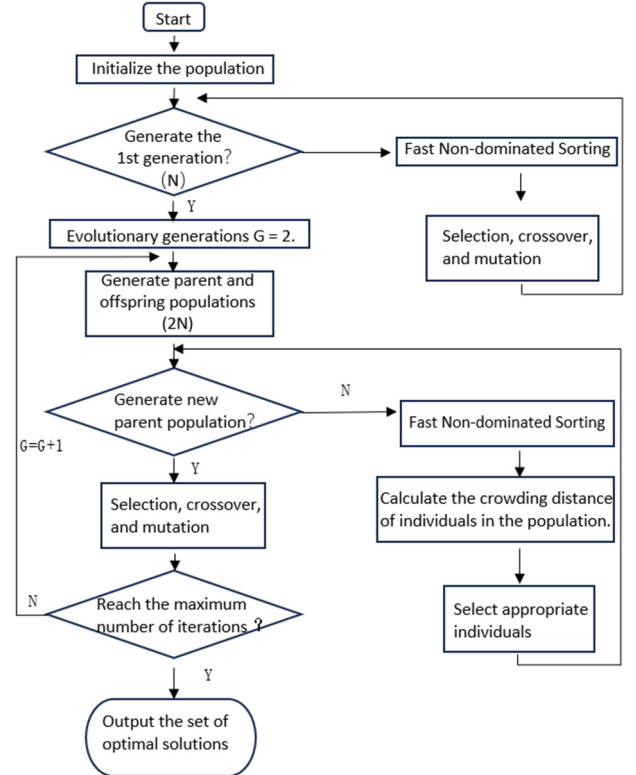 Start
Initialize the population
Generate the
1st generation?
(N)
Fast Non-dominated Sorting
Y
Selection, crossover,
and mutation
Evolutionary generations G = 2.
Generate parent and
offspring populations
(2N)
Generate new
parent population?
N
Fast Non-dominated Sorting
G=G+1
Y
Calculate the crowding distance
of individuals in the population.
Selection, crossover,
and mutation
N
Reach the maximum
number of iterations ?
Select appropriate
individuals
Y
Output the set of
optimal solutions